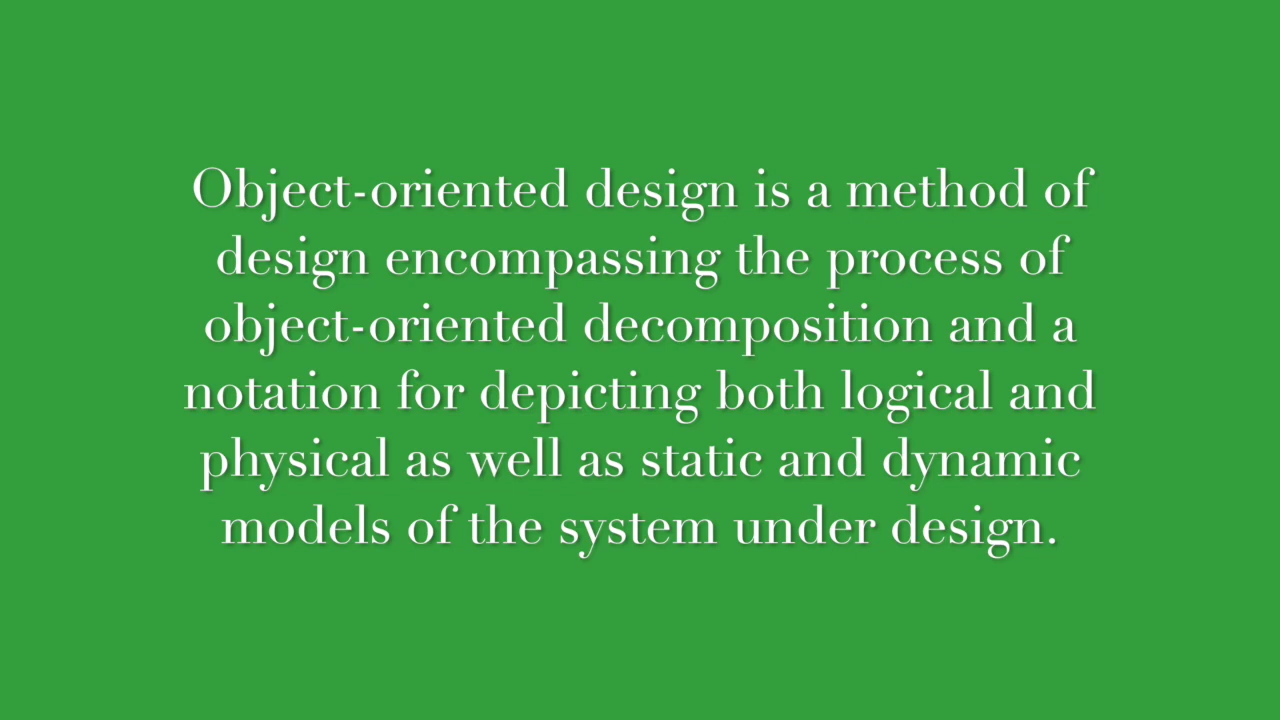 Object-oriented design is a method of
design encompassing the process of
object-oriented decomposition and a
notation for depicting both logical and
physical as well as static and dynamic
models of the system under design.